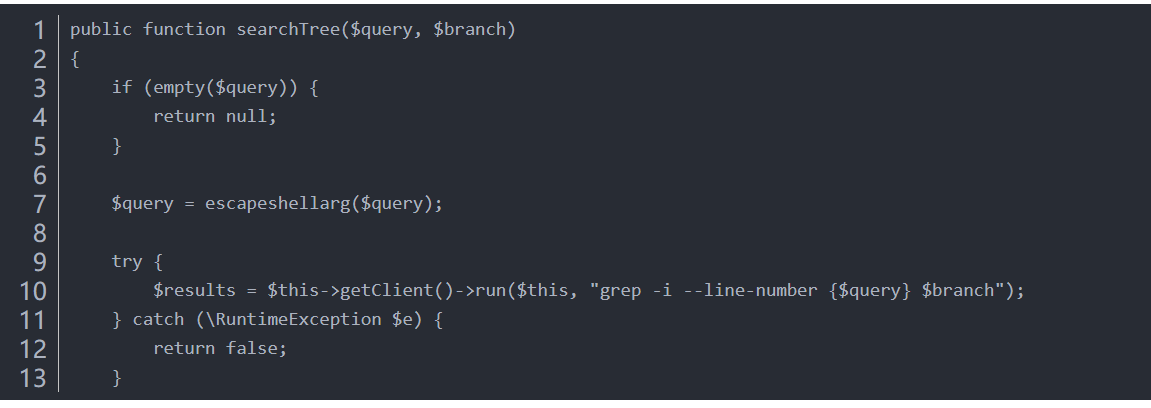 1 public function searchTree($query, $branch)
2 {
3     if (empty($query)) {
4         return null;
5     }
6
7     $query = escapeshellarg($query);
8
9     try {
10         $results = $this->getClient()->run($this, "grep -i --line-number {$query} $branch");
11     } catch (\RuntimeException $e) {
12         return false;
13     }